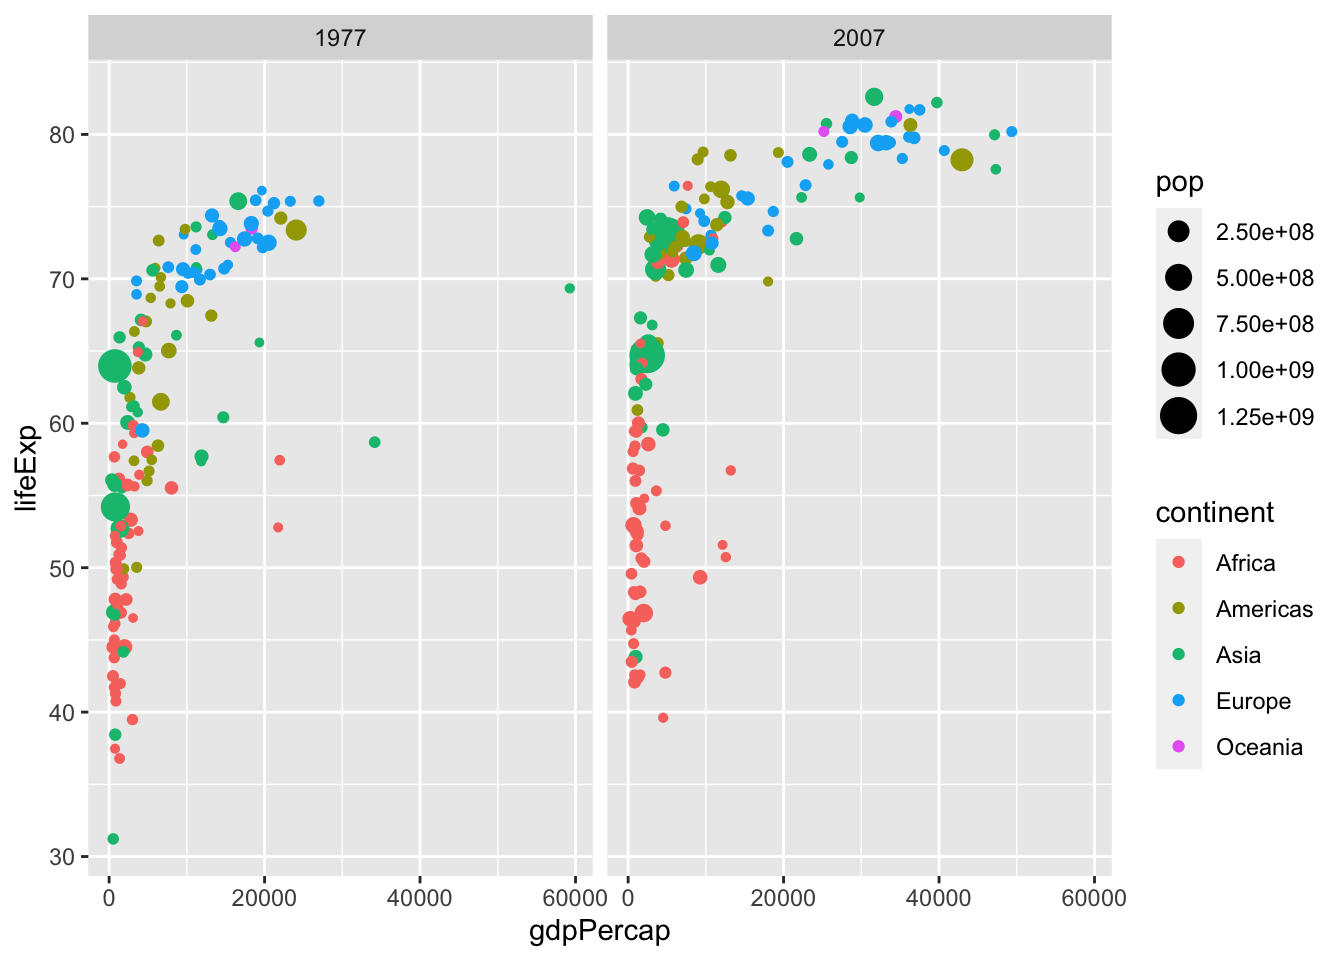 1977
2007
80
70
60
50
40
30
lifeExp
0
20000
40000
60000
0
20000
40000
60000
gdpPercap
pop
2.50e+08
5.00e+08
7.50e+08
1.00e+09
1.25e+09
continent
Africa
Americas
Asia
Europe
Oceania